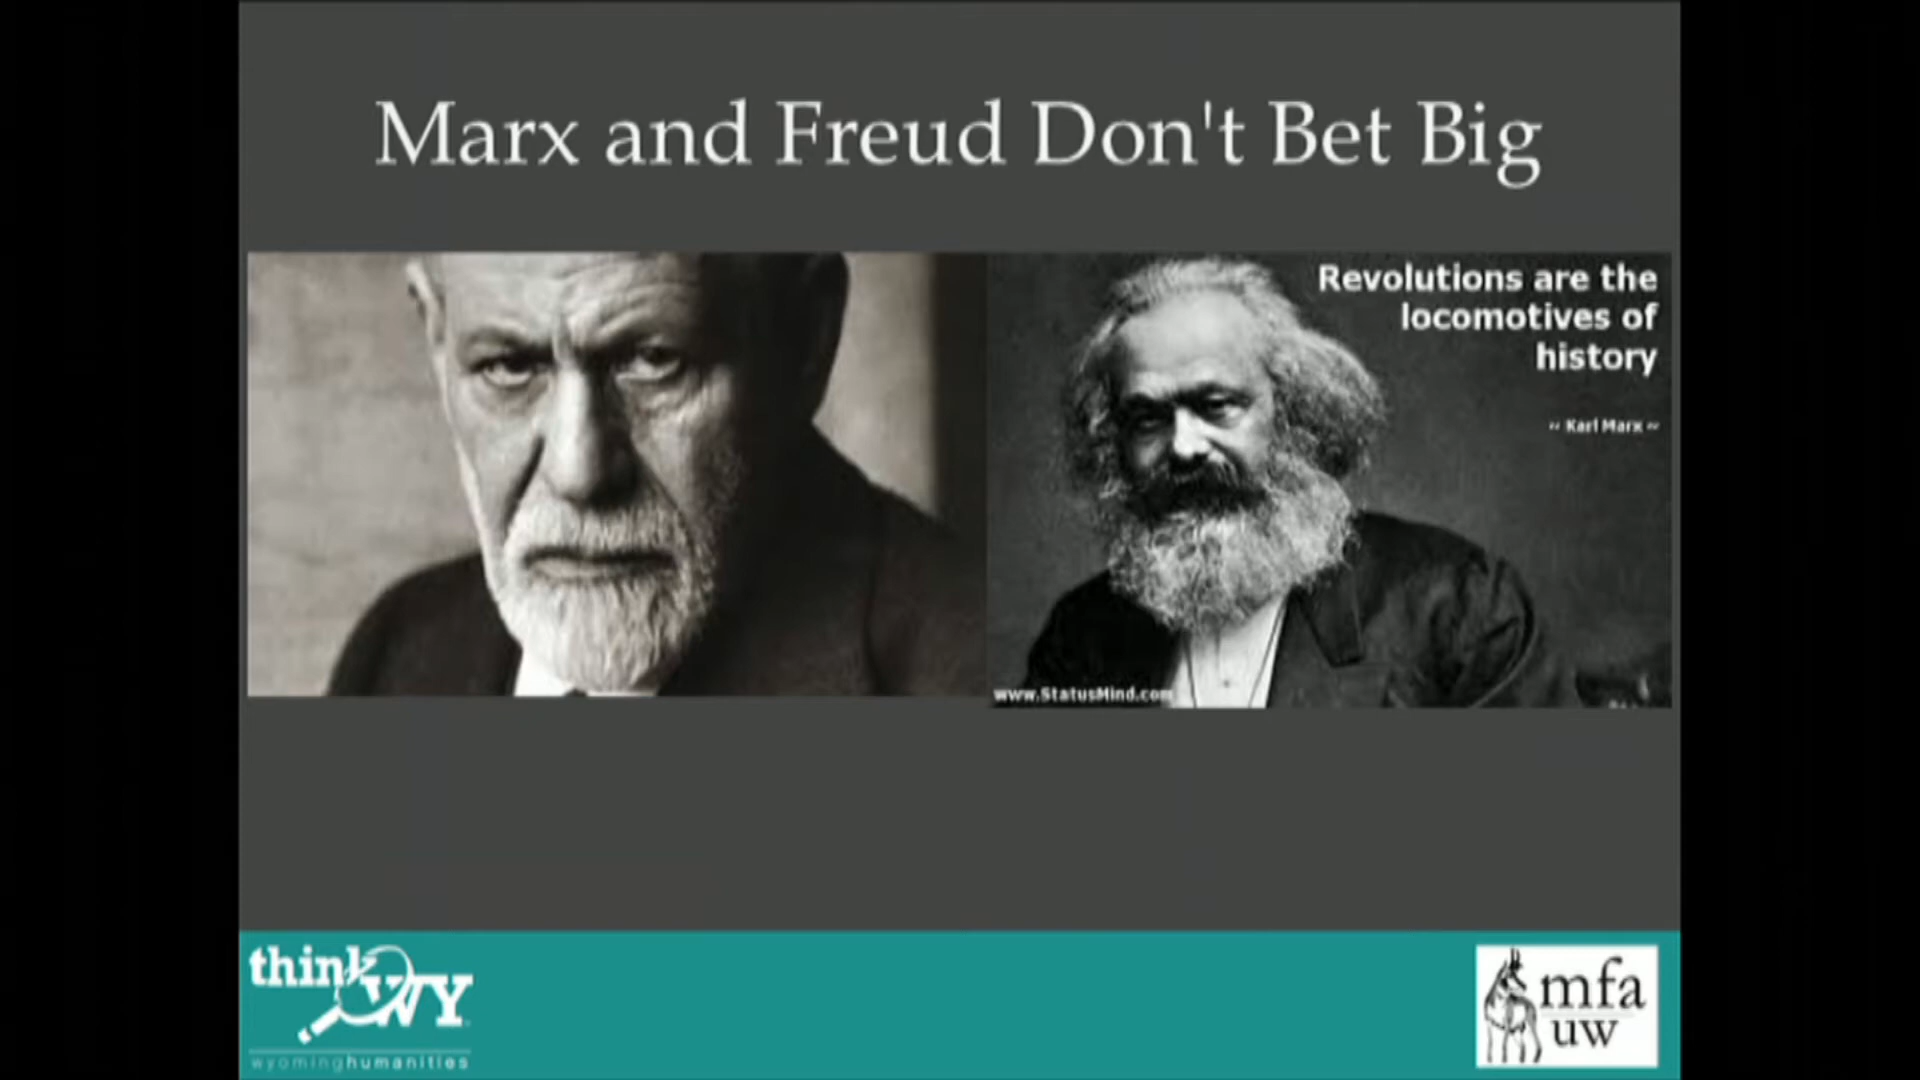 Marx and Freud Don't Bet Big
Revolutions are the
locomotives of
history
~ Karl Marx ~
www.StatusMind.com
think
WY
wyominghumanities
mfa
uw